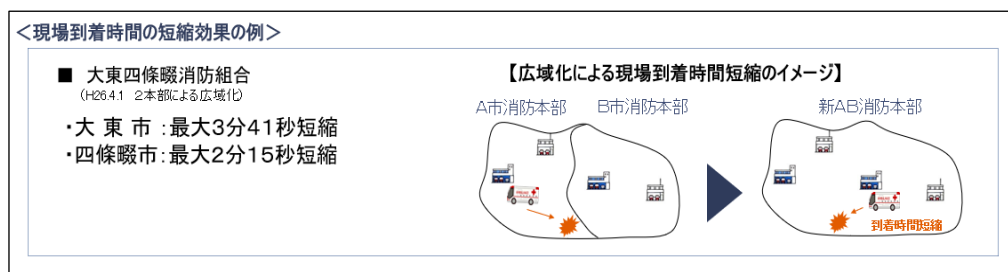 ＜現場到着時間の短縮効果の例＞
■ 大東四條畷消防組合
（H26.4.1 2本部による広域化）
・大 東 市：最大3分41秒短縮
・四條畷市：最大2分15秒短縮
【広域化による現場到着時間短縮のイメージ】
A市消防本部 B市消防本部 新AB消防本部
到着時間短縮